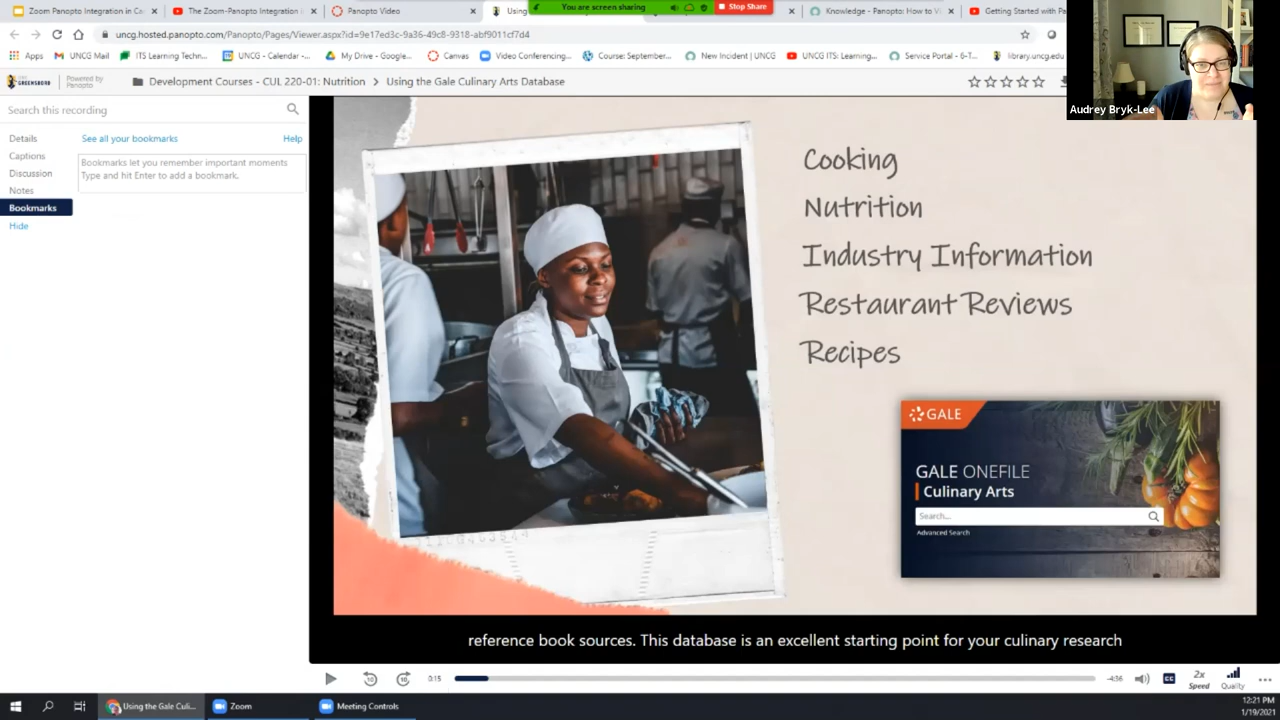 Zoom Panopto Integration in Ca
The Zoom-Panopto Integration in
Panopto Video
Using
You are screen sharing
Stop Share
Knowledge - Panopto: How to Vi
Getting Started with Pa
uncg.hosted.panopto.com/Panopto/Pages/Viewer.aspx?id=9e17ed3c-9a36-49c8-9318-abf9011cf7d4
Apps
UNCG Mail
ITS Learning Tech...
UNCG - Calendar -...
My Drive - Google...
Canvas
Video Conferencing...
Course: September...
New Incident | UNCG
UNCG ITS: Learning...
Service Portal - 6-T...
library.uncg.edu
GREENSBORO
Powered by
Panopto
Development Courses - CUL 220-01: Nutrition > Using the Gale Culinary Arts Database
Audrey Bryk-Lee
Search this recording
Details
Captions
Discussion
Notes
Bookmarks
Hide
See all your bookmarks
Help
Bookmarks let you remember important moments
Type and hit Enter to add a bookmark.
Cooking
Nutrition
Industry Information
Restaurant Reviews
Recipes
GALE
GALE ONEFILE
Culinary Arts
Search...
Advanced Search
reference book sources. This database is an excellent starting point for your culinary research
10
10
0:15
-4:36
CC
2x
Speed
Quality
Using the Gale Culi...
Zoom
Meeting Controls
12:21 PM
1/19/2021